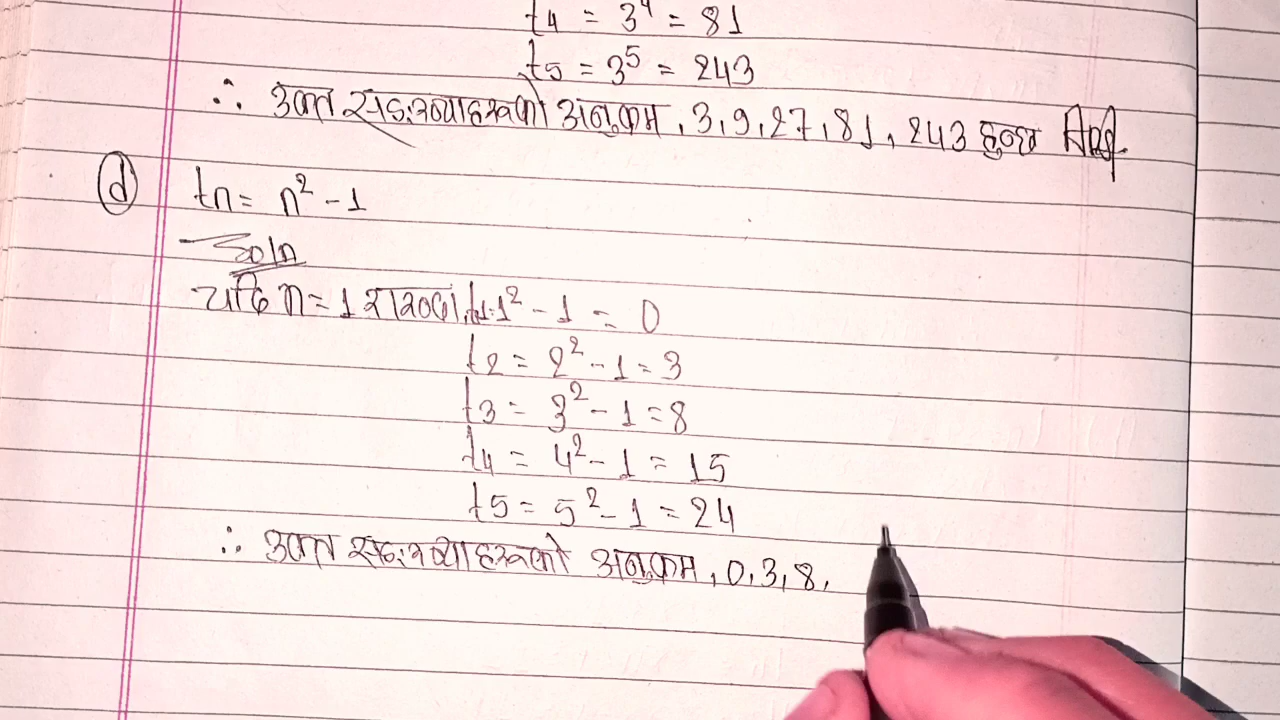 t4 = 3⁴ = 81
t5 = 3⁵ = 243
∴ उक्त सङ्ख्याहरूको अनुक्रम, 3, 9, 27, 81, 243 हुन्छ Ans.
(d) tn = n² - 1
Soln
यदि n = 1 राख्दा, t1 = 1² - 1 = 0
t2 = 2² - 1 = 3
t3 = 3² - 1 = 8
t4 = 4² - 1 = 15
t5 = 5² - 1 = 24
∴ उक्त सङ्ख्याहरूको अनुक्रम, 0, 3, 8,